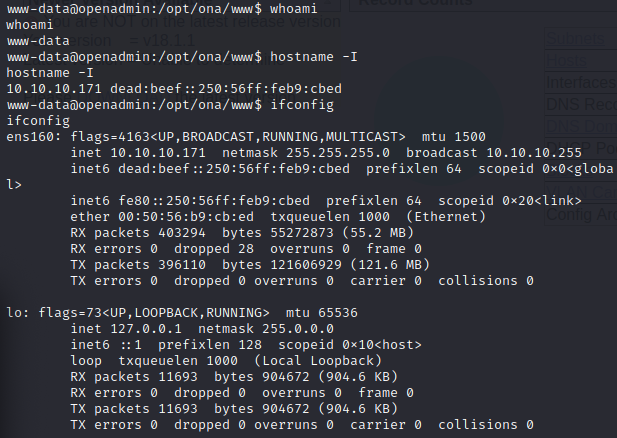 www-data@openadmin:/opt/ona/www$ whoami
whoami
You are NOT on the latest release version
Record Counts
www-data
= v18.1.1
www-data@openadmin:/opt/ona/www$ hostname -I
Subnets
hostname -I
Hosts
10.10.10.171 dead:beef::250:56ff:feb9:cbed
Interfaces
www-data@openadmin:/opt/ona/www$ ifconfig
DNS Reco
ifconfig
DNS Dom
ens160: flags=4163<UP,BROADCAST,RUNNING,MULTICAST>  mtu 1500
inet 10.10.10.171  netmask 255.255.255.0  broadcast 10.10.10.255
inet6 dead:beef::250:56ff:feb9:cbed  prefixlen 64  scopeid 0×0<globa
l>
inet6 fe80::250:56ff:feb9:cbed  prefixlen 64  scopeid 0×20<link>
ether 00:50:56:b9:cb:ed  txqueuelen 1000  (Ethernet)
Config Arc
RX packets 403294  bytes 55272873 (55.2 MB)
RX errors 0  dropped 28  overruns 0  frame 0
TX packets 396110  bytes 121606929 (121.6 MB)
TX errors 0  dropped 0 overruns 0  carrier 0  collisions 0
lo: flags=73<UP,LOOPBACK,RUNNING>  mtu 65536
inet 127.0.0.1  netmask 255.0.0.0
inet6 ::1  prefixlen 128  scopeid 0×10<host>
loop  txqueuelen 1000  (Local Loopback)
RX packets 11693  bytes 904672 (904.6 KB)
RX errors 0  dropped 0  overruns 0  frame 0
TX packets 11693  bytes 904672 (904.6 KB)
TX errors 0  dropped 0 overruns 0  carrier 0  collisions 0